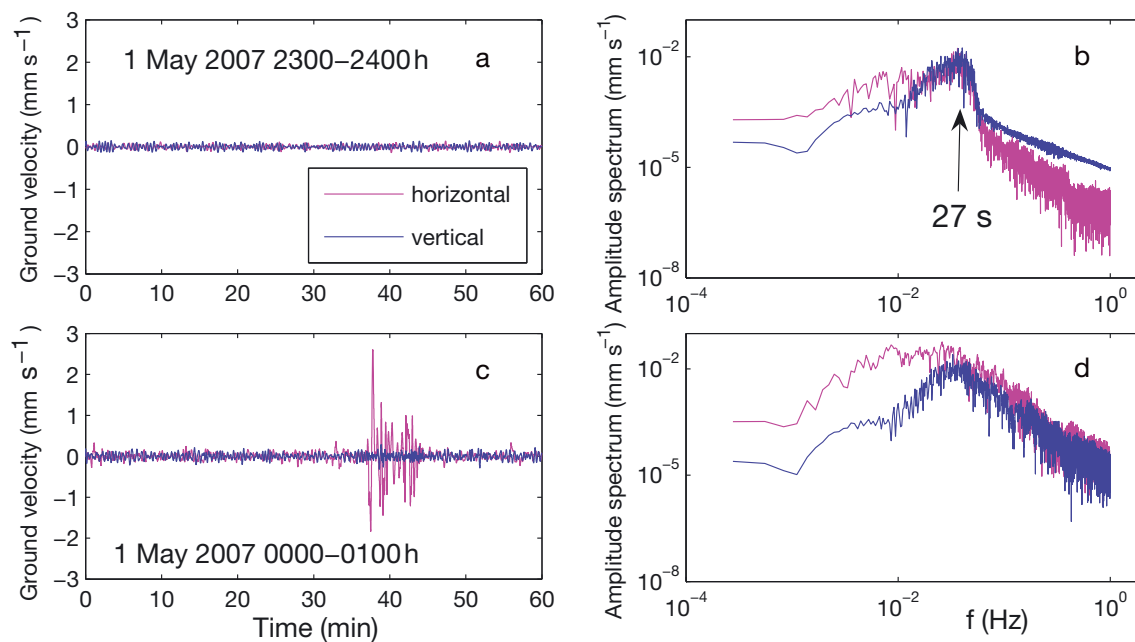 Ground velocity (mm s⁻¹)
3
2
1
0
−1
−2
−3
1 May 2007 2300−2400h
a
horizontal
vertical
0
10
20
30
40
50
60
Amplitude spectrum (mm s⁻¹)
10⁻²
10⁻⁵
10⁻⁸
b
27 s
10⁻⁴
10⁻²
10⁰
Ground velocity (mm s⁻¹)
3
2
1
0
−1
−2
−3
c
1 May 2007 0000−0100h
0
10
20
30
40
50
60
Time (min)
Amplitude spectrum (mm s⁻¹)
10⁻²
10⁻⁵
10⁻⁸
d
10⁻⁴
10⁻²
10⁰
f (Hz)